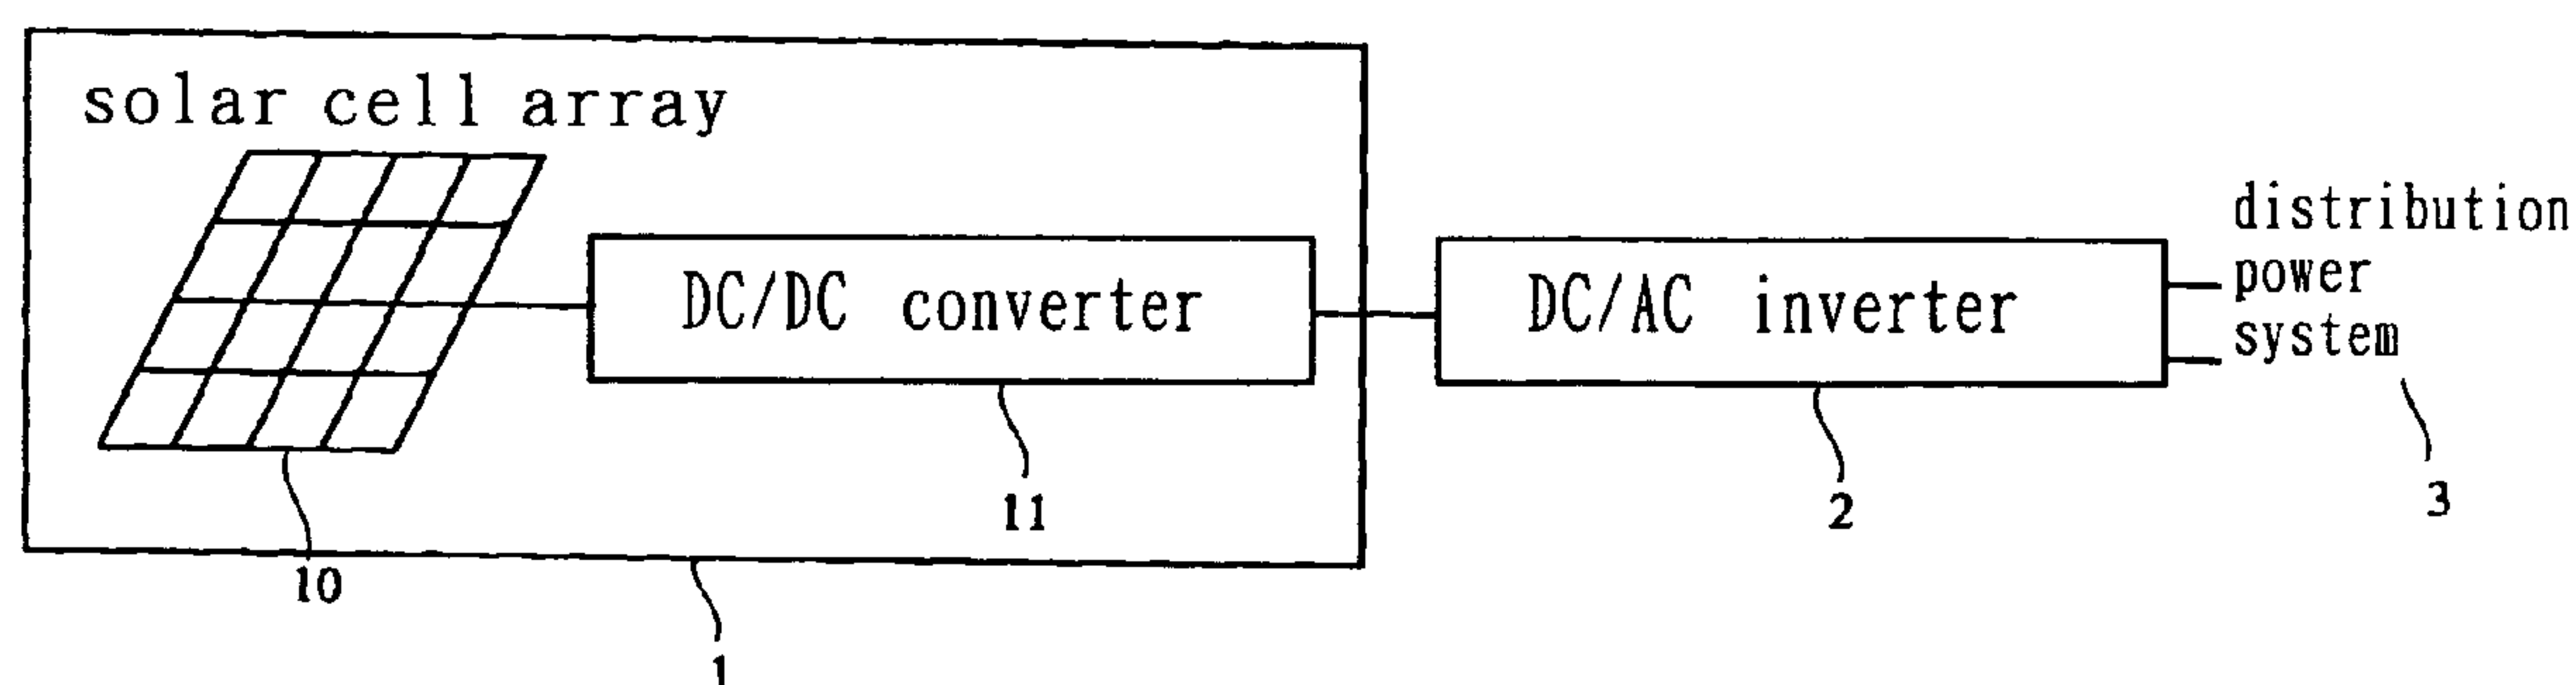 solar cell array
DC/DC converter
DC/AC inverter
distribution
power
system
11
2
3
10
1